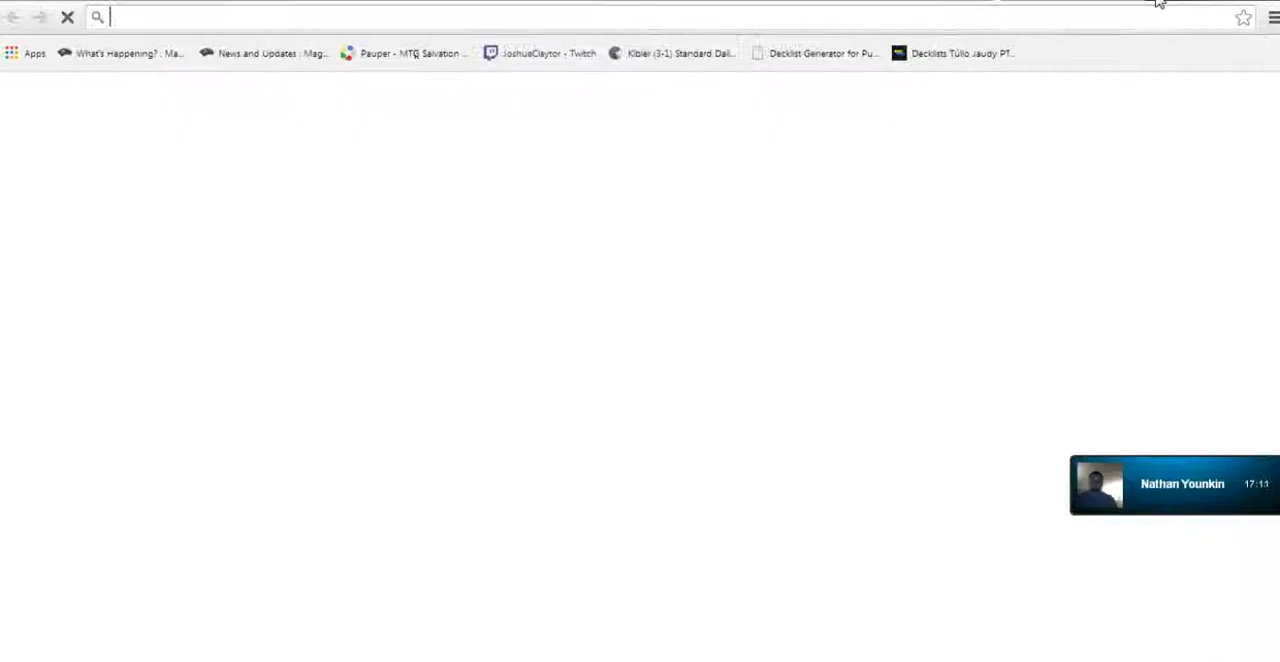 Apps What's Happening? : Ma... News and Updates : Mag... Pauper - MTG Salvation ... JoshuaClaytor - Twitch Kibler (3-1) Standard Dail... Decklist Generator for Pu... Decklists Túlio Jaudy PT...
Nathan Younkin 17:11